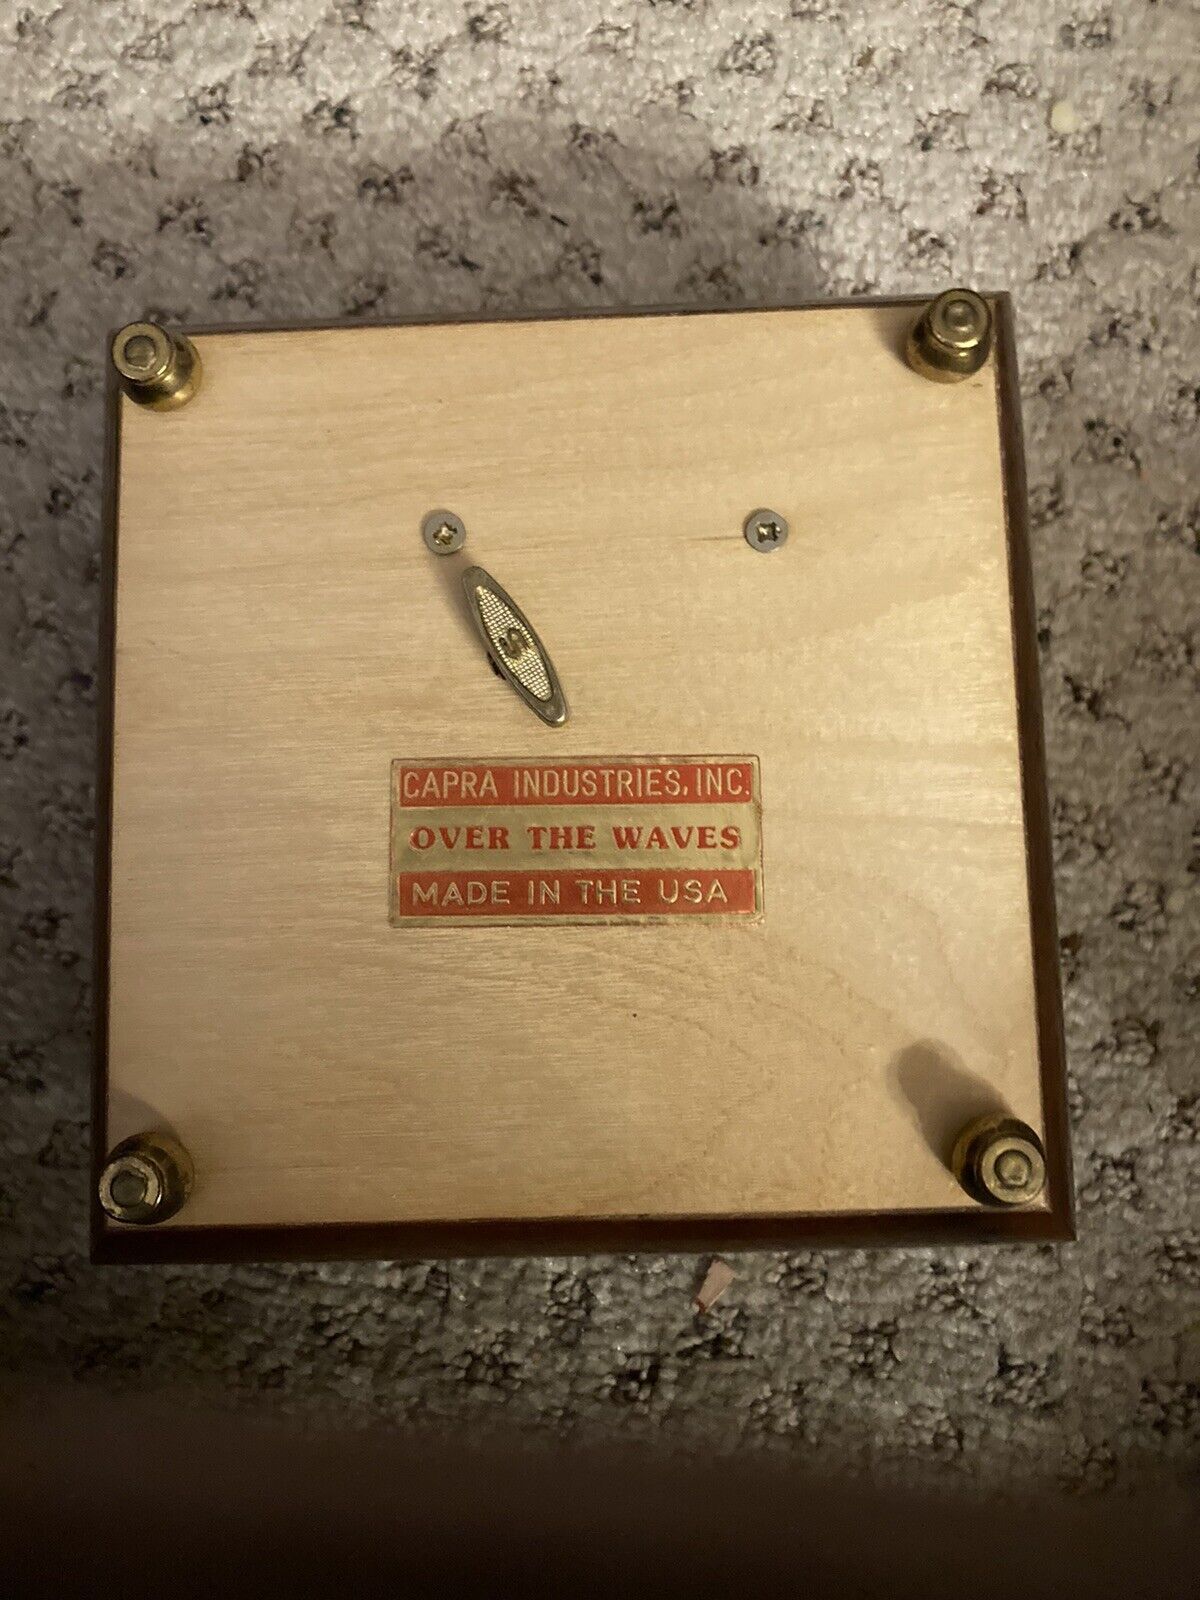 S
CAPRA INDUSTRIES, INC.
OVER THE WAVES
MADE IN THE USA